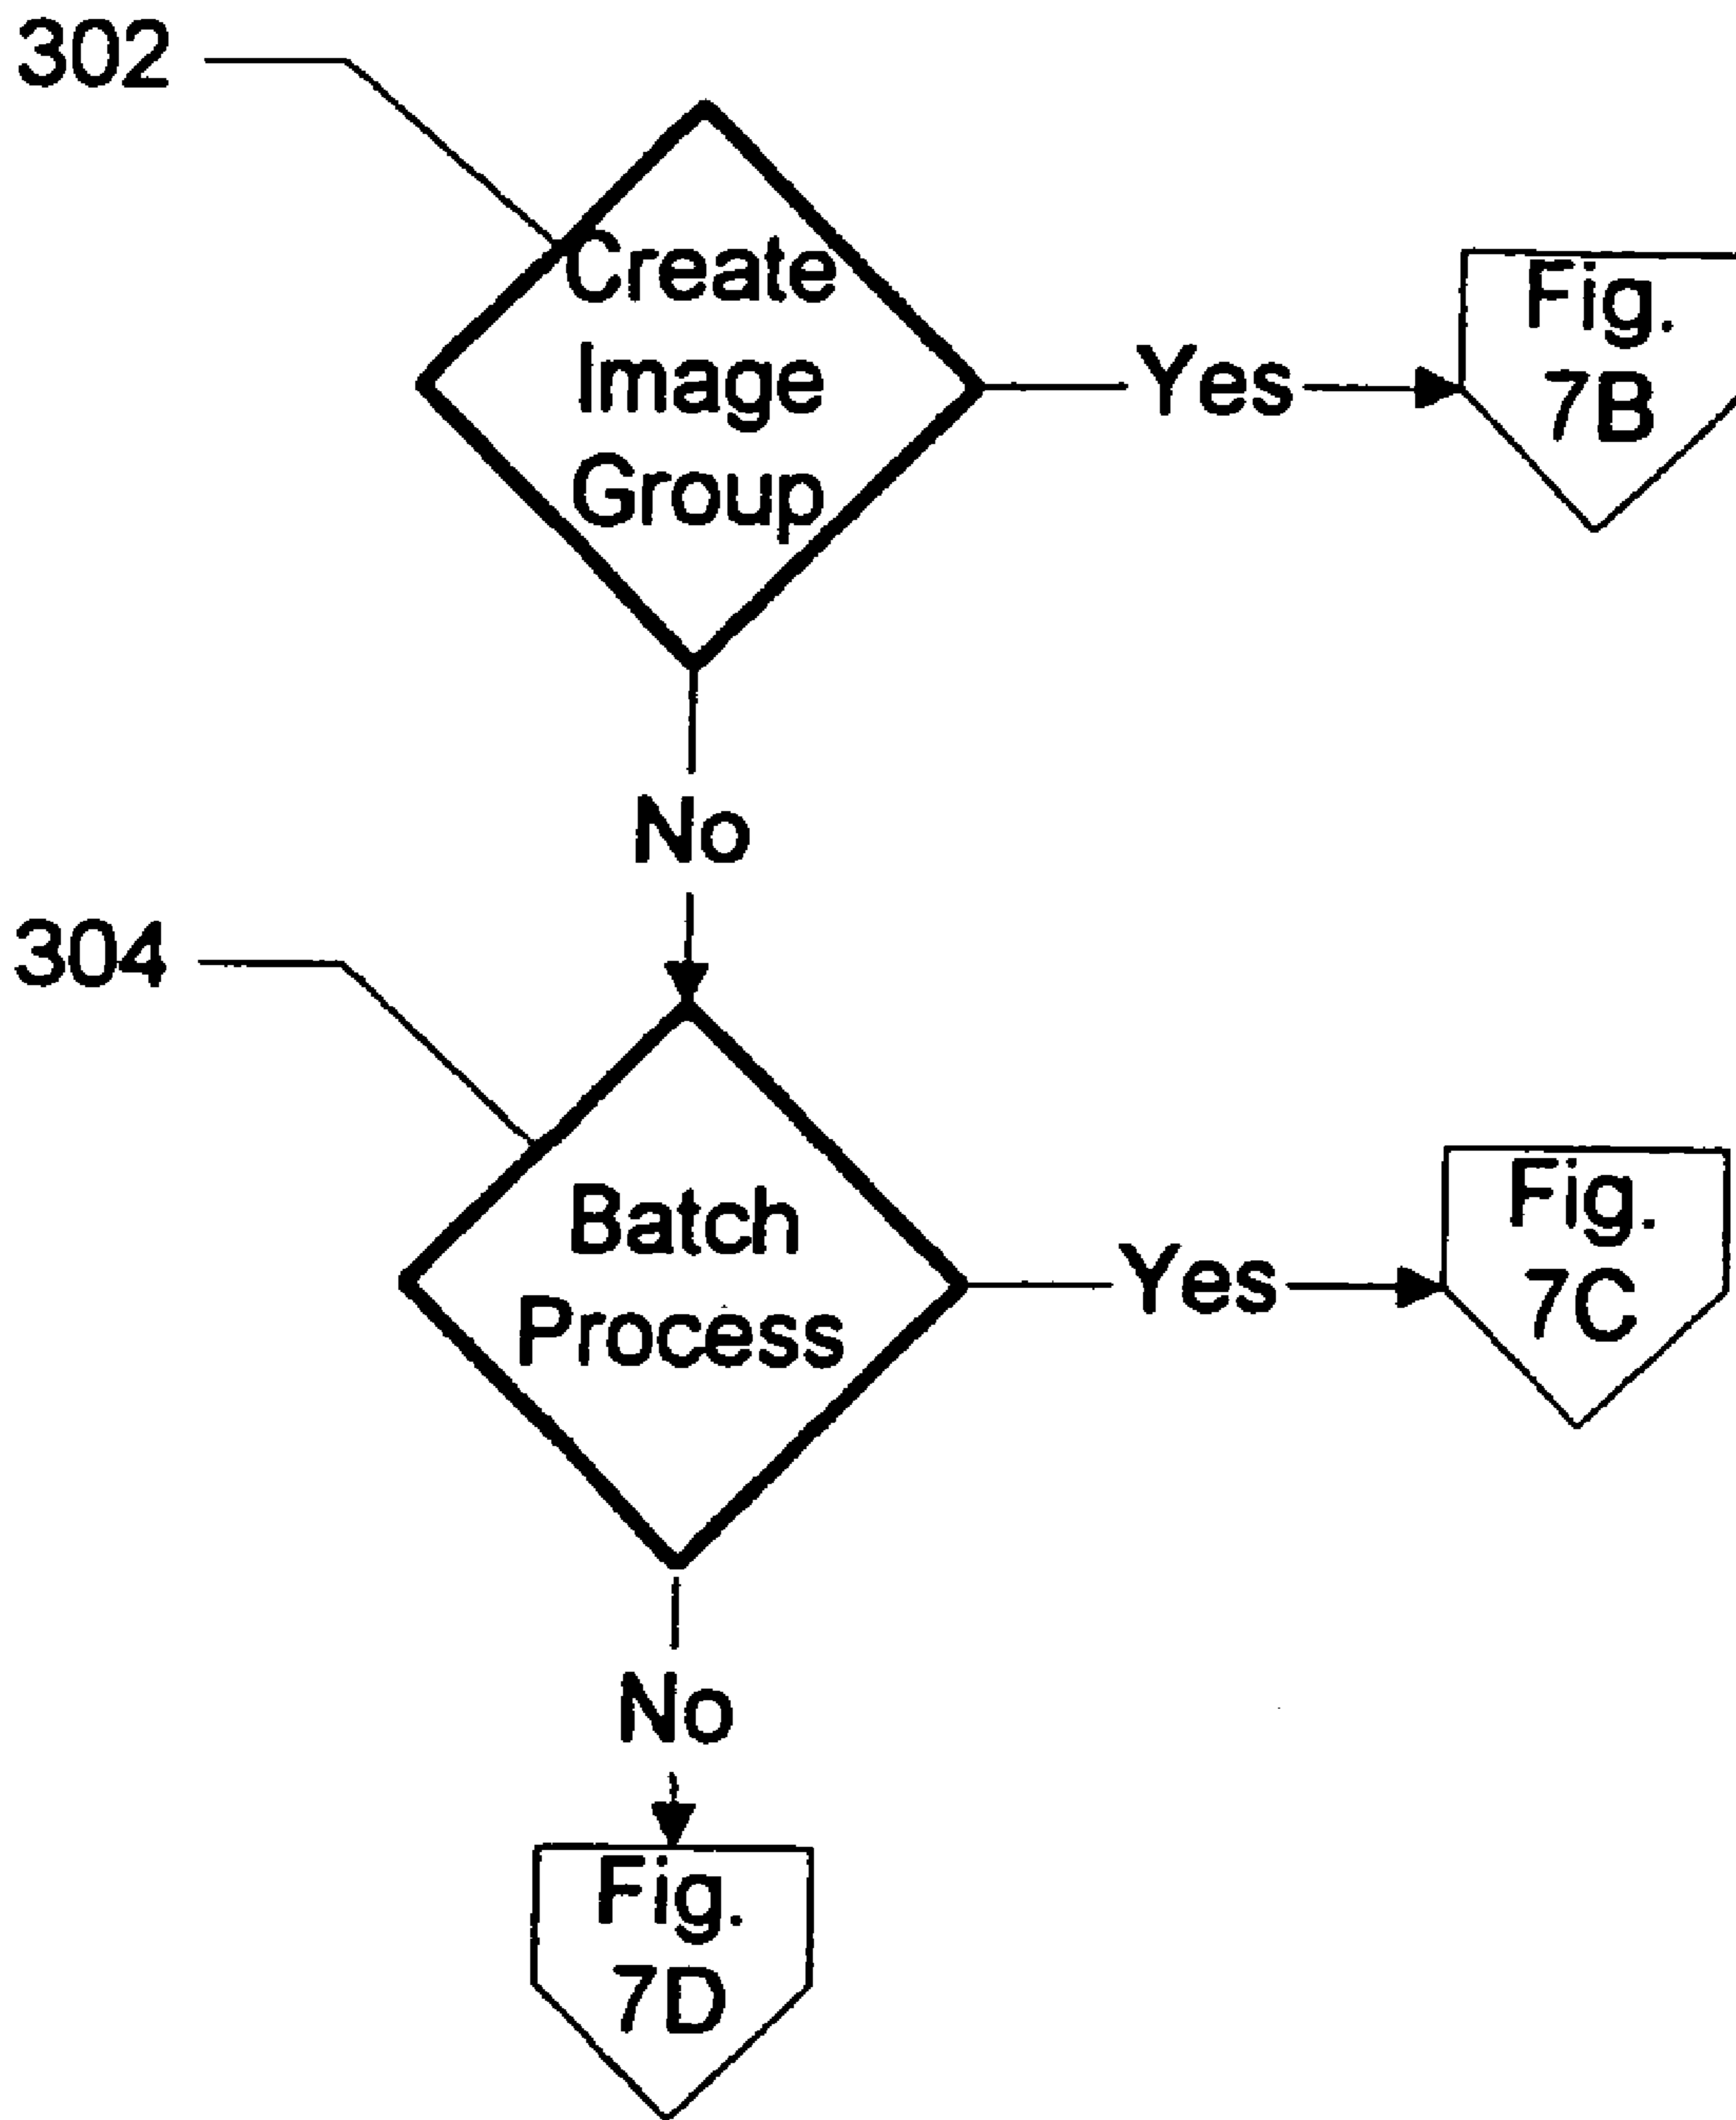 302
Create
Image
Group
Yes
Fig.
7B
No
304
Batch
Process
Yes
Fig.
7C
No
Fig.
7D